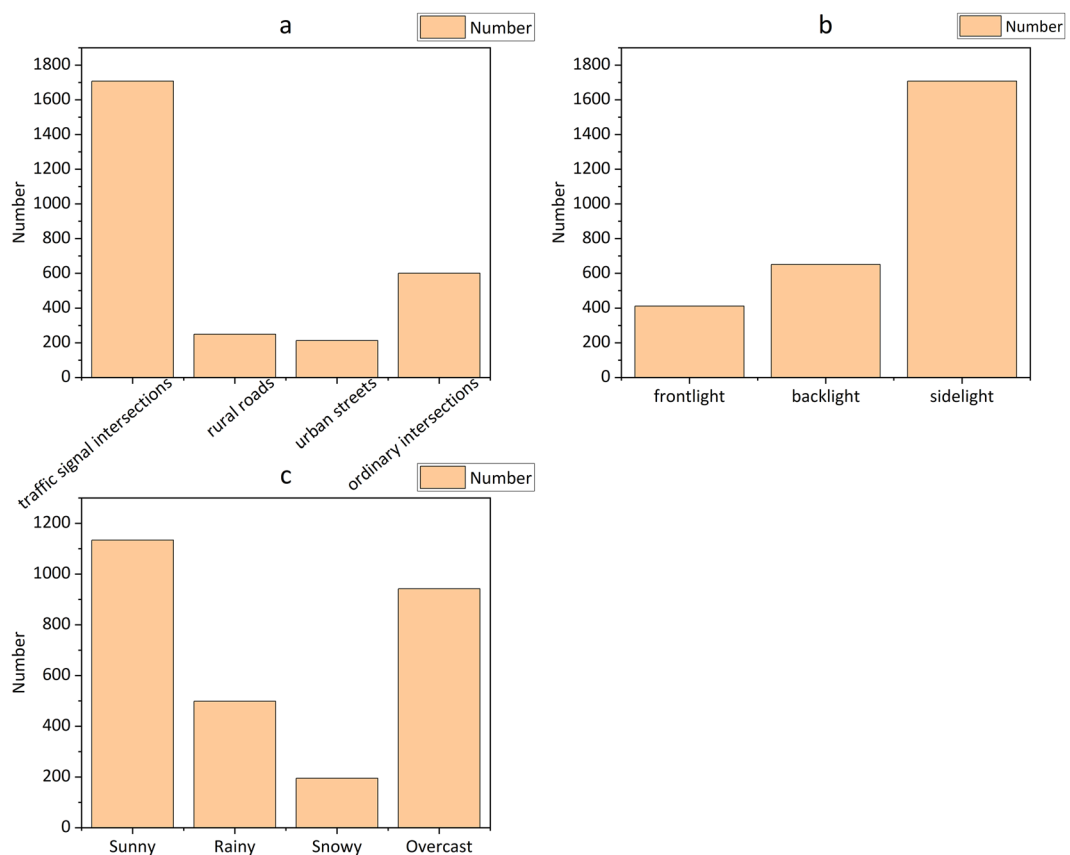 a
Number
1800
1600
1400
1200
1000
800
600
400
200
0
Number
traffic signal intersections
rural roads
urban streets
ordinary intersections
b
Number
1800
1600
1400
1200
1000
800
600
400
200
0
Number
frontlight
backlight
sidelight
c
Number
1200
1000
800
600
400
200
0
Number
Sunny
Rainy
Snowy
Overcast